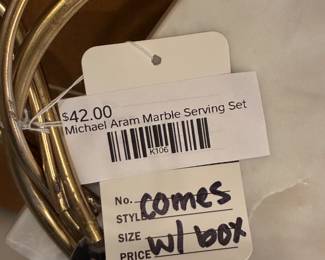 $42.00
Michael Aram Marble Serving Set
K106
No. comes
STYLE
SIZE w/ box
PRICE